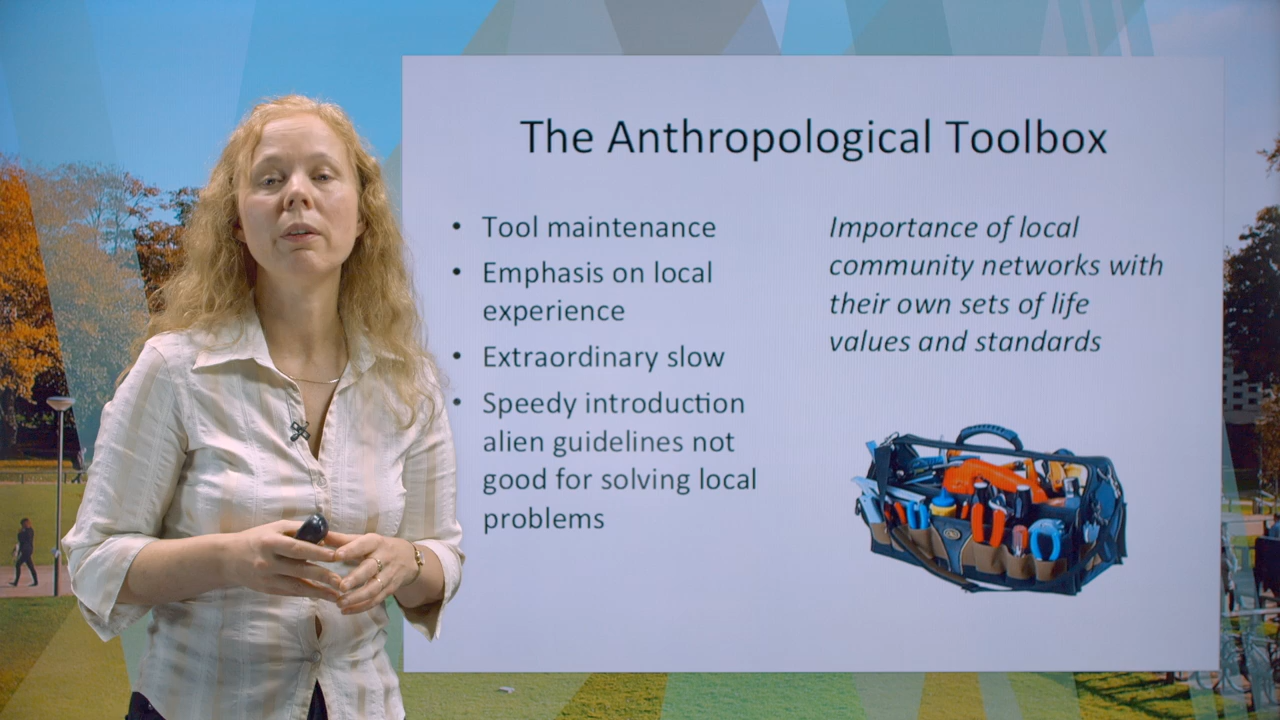 The Anthropological Toolbox
• Tool maintenance
• Emphasis on local
experience
• Extraordinary slow
• Speedy introduction
alien guidelines not
good for solving local
problems
Importance of local
community networks with
their own sets of life
values and standards